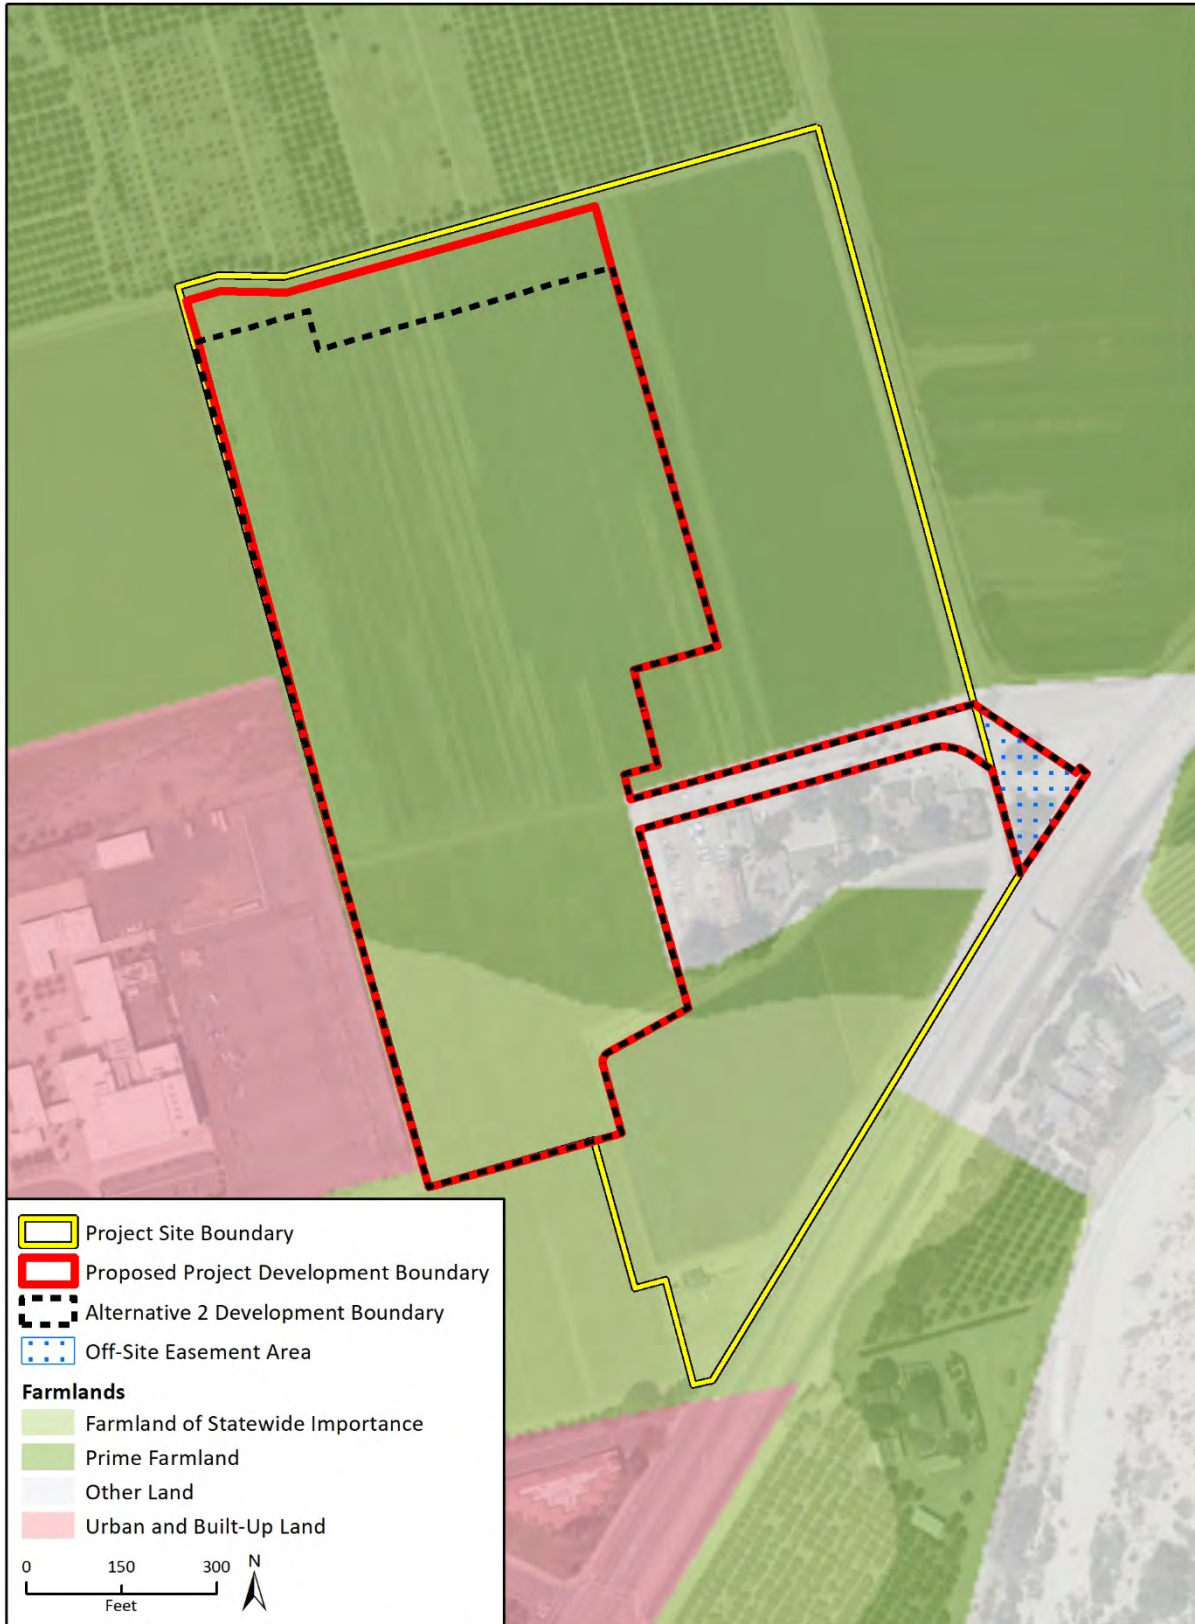 Project Site Boundary
Proposed Project Development Boundary
Alternative 2 Development Boundary
Off-Site Easement Area
Farmlands
Farmland of Statewide Importance
Prime Farmland
Other Land
Urban and Built-Up Land
0 150 300 N
Feet